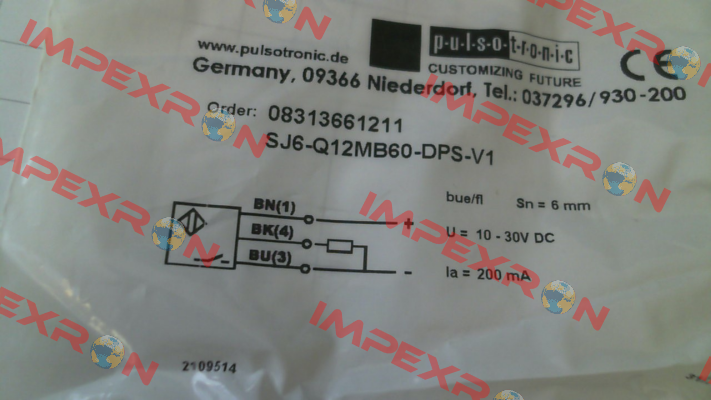 www.pulsotronic.de
p-u-l-s-o-t-r-o-n-i-c
CUSTOMIZING FUTURE
CE
Germany, 09366 Niederdorf, Tel.: 037296/930-200
Order: 08313661211
SJ6-Q12MB60-DPS-V1
bue/fl Sn = 6 mm
BN(1) +
BK(4) U = 10 - 30V DC
BU(3) - Ia = 200 mA
2109514
IMPEXRON
IMPEXRON
IMPEXRON
IMPEXRON
IMPEXRON
IMPEXRON